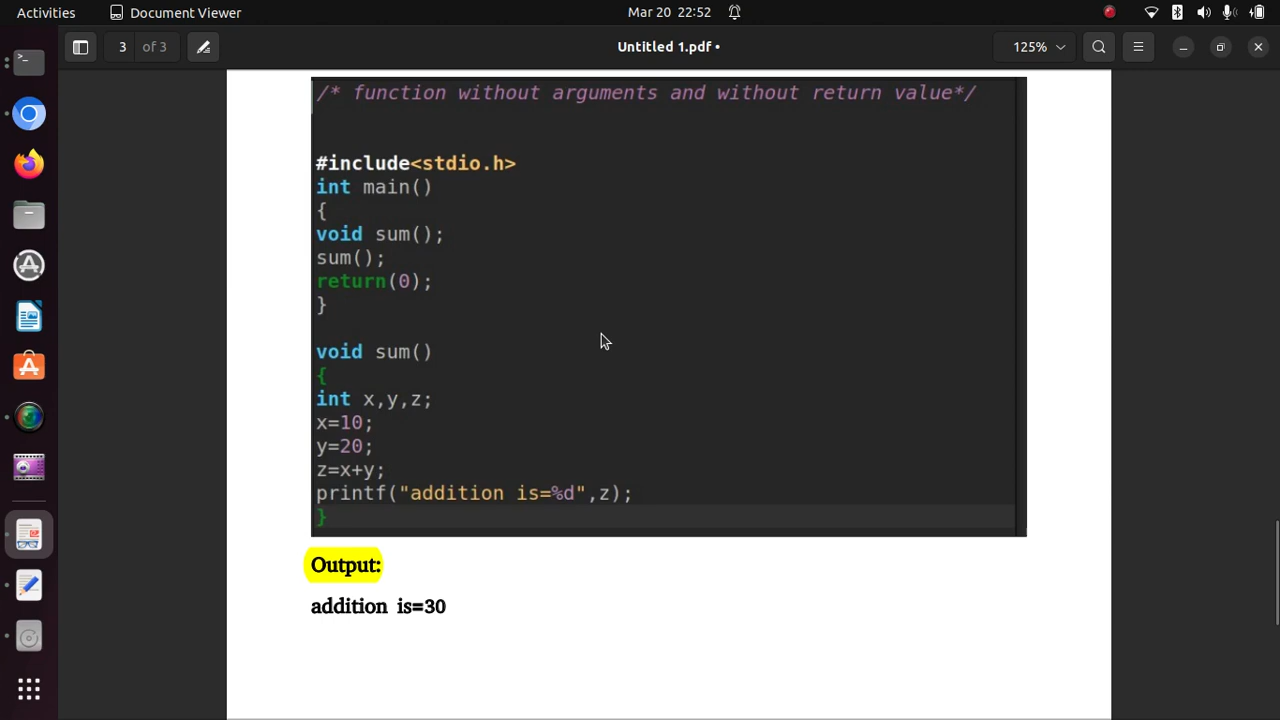 Activities
Document Viewer
Mar 20 22:52
3 of 3
Untitled 1.pdf •
125%
/* function without arguments and without return value*/
#include<stdio.h>
int main()
{
void sum();
sum();
return(0);
}
void sum()
{
int x,y,z;
x=10;
y=20;
z=x+y;
printf("addition is=%d",z);
}
Output:
addition is=30